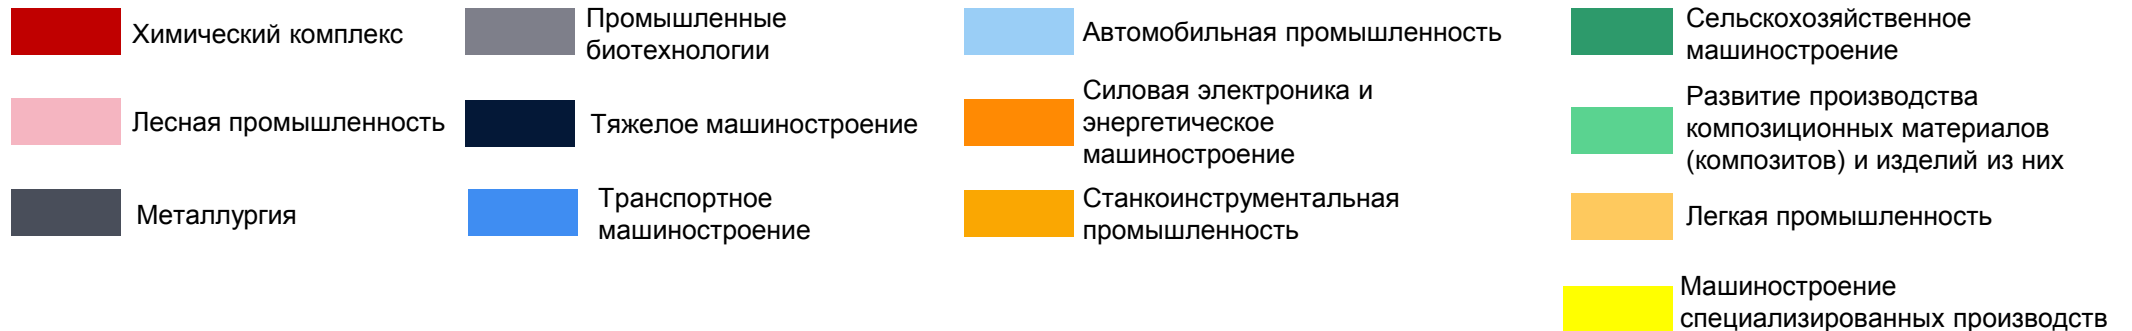 Химический комплекс
Лесная промышленность
Металлургия
Промышленные
биотехнологии
Тяжелое машиностроение
Транспортное
машиностроение
Автомобильная промышленность
Силовая электроника и
энергетическое
машиностроение
Станкоинструментальная
промышленность
Сельскохозяйственное
машиностроение
Развитие производства
композиционных материалов
(композитов) и изделий из них
Легкая промышленность
Машиностроение
специализированных производств